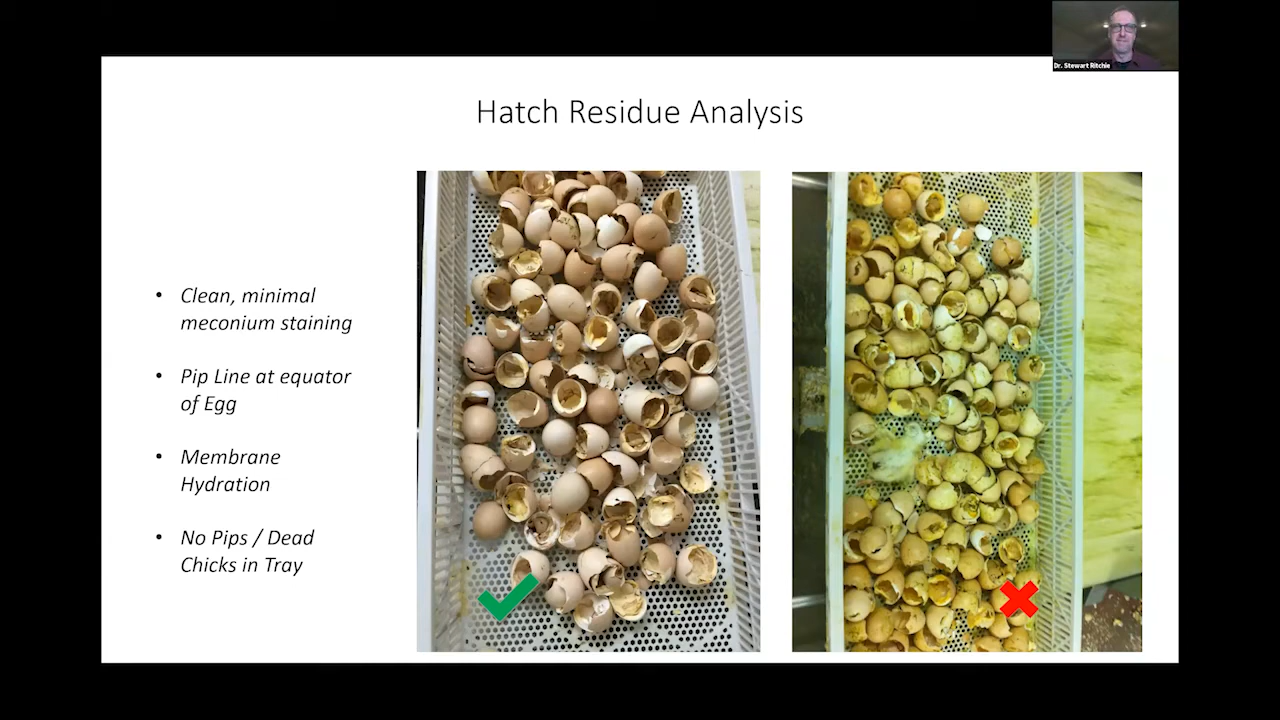 Dr. Stewart Ritchie
Hatch Residue Analysis
• Clean, minimal
meconium staining
• Pip Line at equator
of Egg
• Membrane
Hydration
• No Pips / Dead
Chicks in Tray